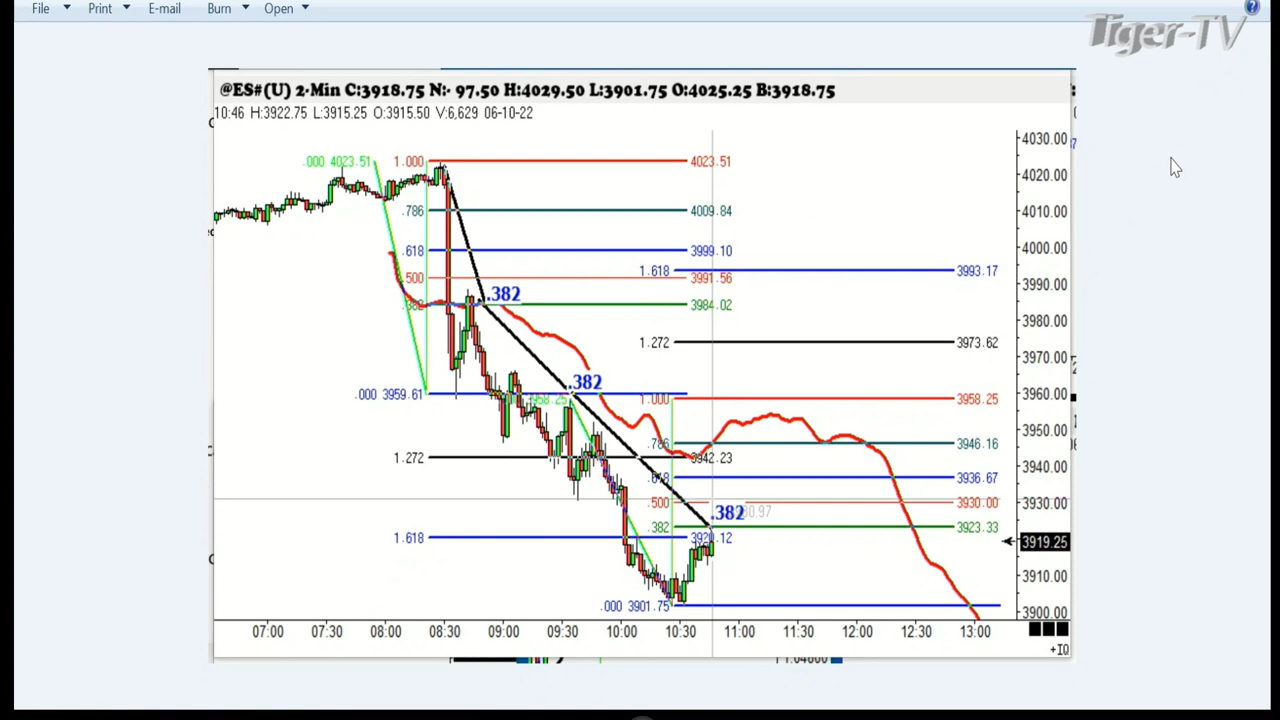 File Print E-mail Burn Open
Tiger-TV
@ES#(U) 2-Min C:3918.75 N:- 97.50 H:4029.50 L:3901.75 O:4025.25 B:3918.75
10:46 H:3922.75 L:3915.25 O:3915.50 V:6,629 06-10-22
4030.00
.000 4023.51 1.000 4023.51
4020.00
.786 4009.84 4010.00
.618 3999.10 4000.00
1.618 3993.17
.500 3991.56 3990.00
.382
.382 3984.02
3980.00
1.272 3973.62
3970.00
.382
.000 3959.61 3960.00
3958.25 1.000 3958.25
3950.00
.786 3946.16
1.272 3942.23 3940.00
.618 3936.67
.500 3930.00 3930.00
.382
.382 3923.33
1.618 3920.12 3919.25
3910.00
.000 3901.75 3900.00
07:00 07:30 08:00 08:30 09:00 09:30 10:00 10:30 11:00 11:30 12:00 12:30 13:00
+IQ